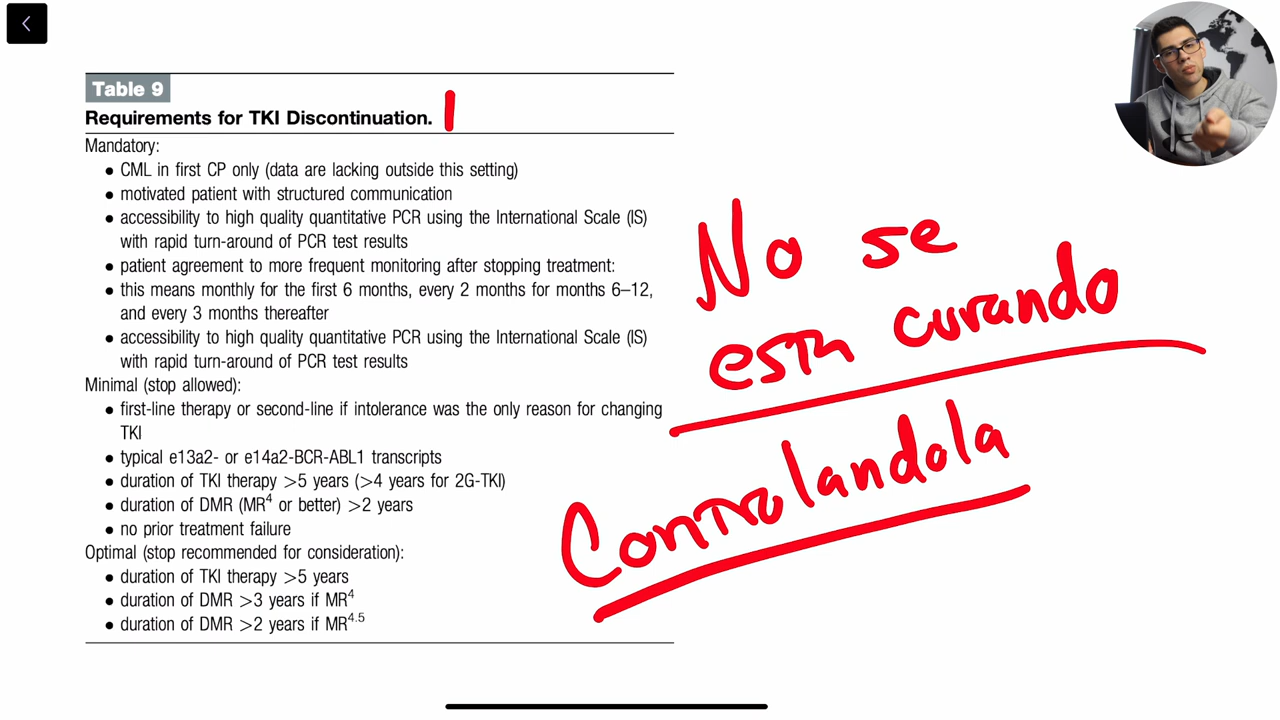 Table 9
Requirements for TKI Discontinuation.
Mandatory:
• CML in first CP only (data are lacking outside this setting)
• motivated patient with structured communication
• accessibility to high quality quantitative PCR using the International Scale (IS)
with rapid turn-around of PCR test results
• patient agreement to more frequent monitoring after stopping treatment:
• this means monthly for the first 6 months, every 2 months for months 6–12,
and every 3 months thereafter
• accessibility to high quality quantitative PCR using the International Scale (IS)
with rapid turn-around of PCR test results
Minimal (stop allowed):
• first-line therapy or second-line if intolerance was the only reason for changing
TKI
• typical e13a2- or e14a2-BCR-ABL1 transcripts
• duration of TKI therapy >5 years (>4 years for 2G-TKI)
• duration of DMR (MR⁴ or better) >2 years
• no prior treatment failure
Optimal (stop recommended for consideration):
• duration of TKI therapy >5 years
• duration of DMR >3 years if MR⁴
• duration of DMR >2 years if MR⁴·⁵
No se
esta curando
Controlandola